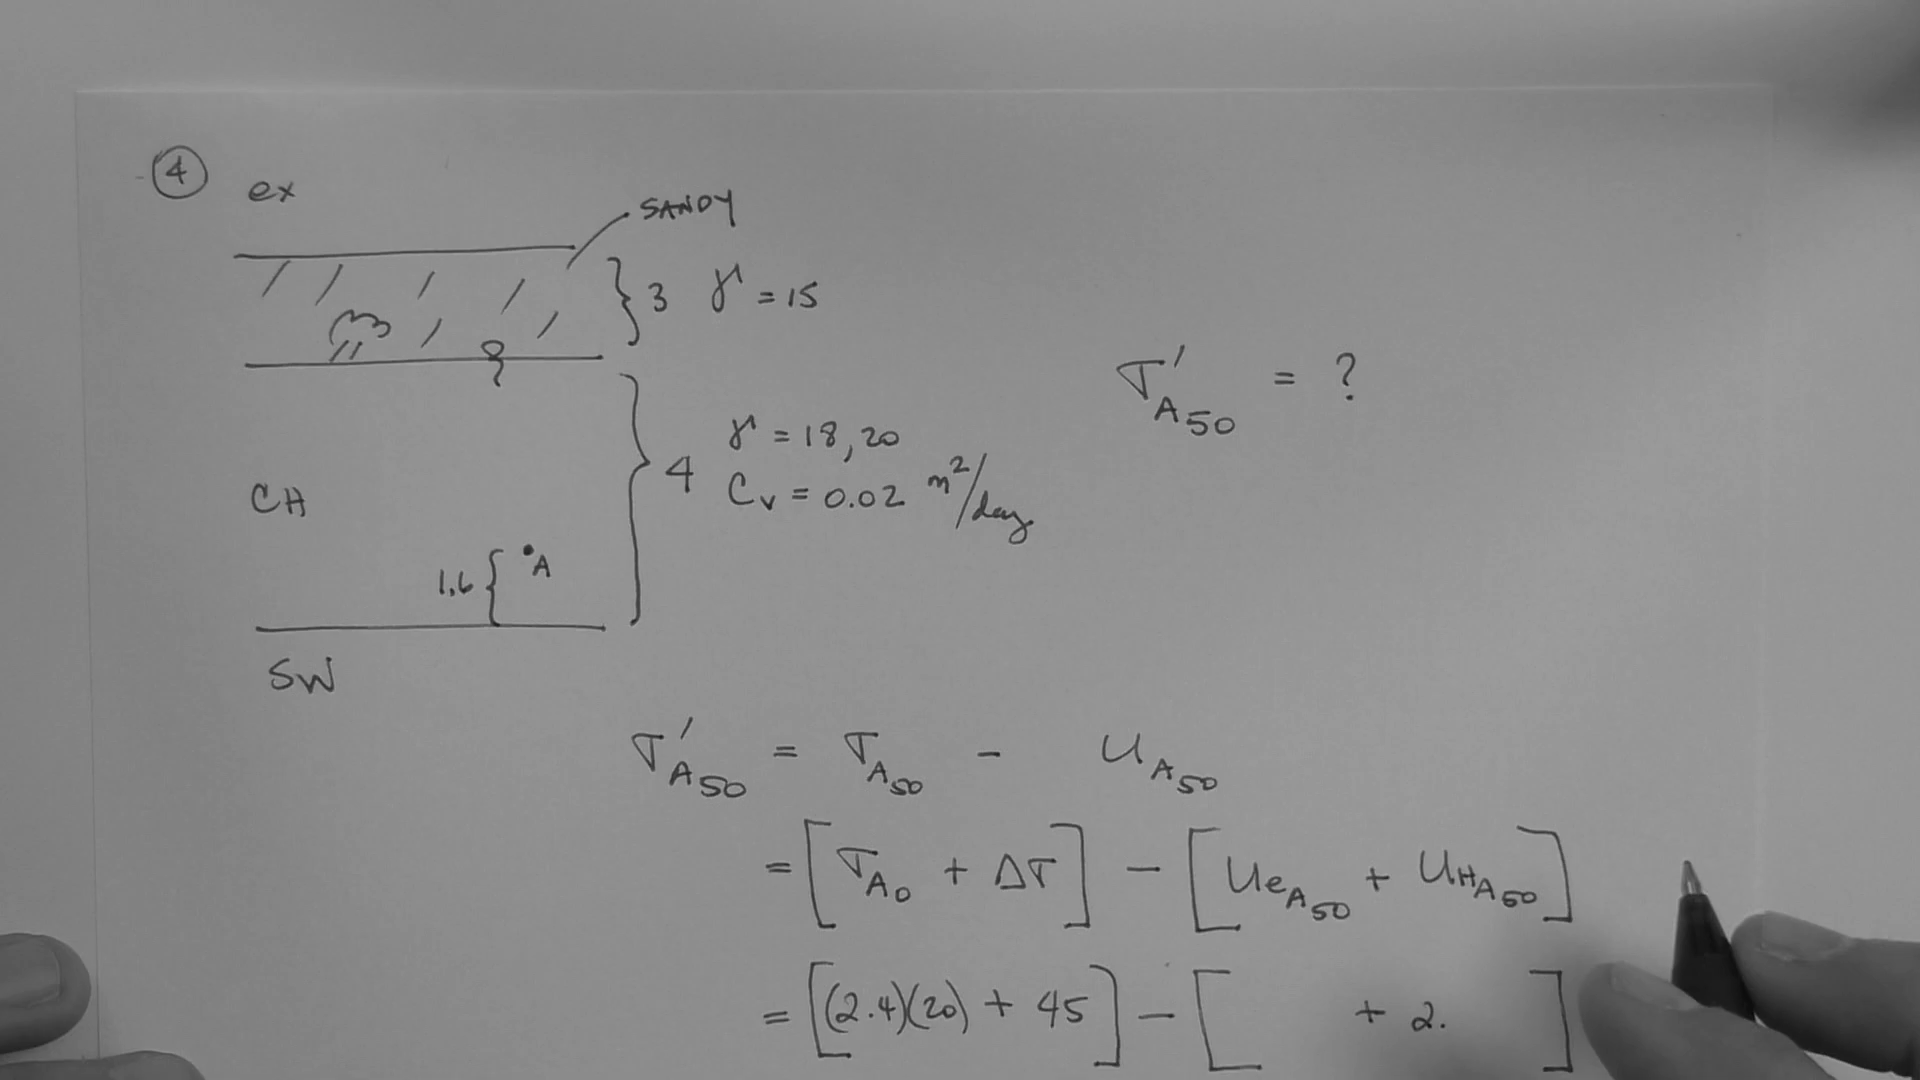 ④ ex
SANDY
3 γ = 15
γ = 18, 20
4 Cv = 0.02 m²/day
CH
1.6 A
SW
σ'A50 = ?
σ'A50 = σA50 - uA50
= [σA0 + Δσ] - [ueA50 + uHA50]
= [(2.4)(20) + 45] - [ + 2. ]